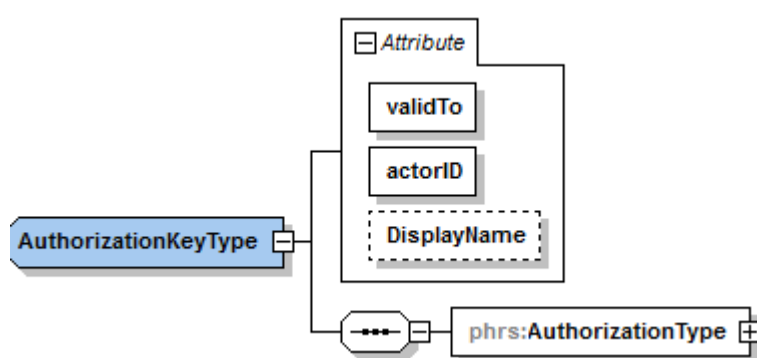 Attribute
validTo
actorID
AuthorizationKeyType
DisplayName
phrs:AuthorizationType